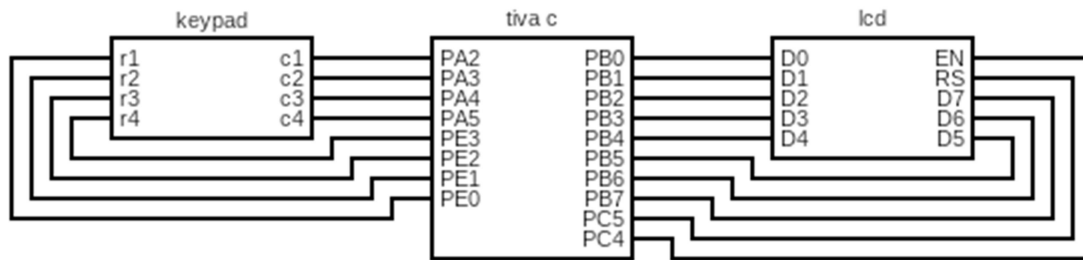 keypad
tiva c
lcd
r1 c1
r2 c2
r3 c3
r4 c4
PA2 PB0
PA3 PB1
PA4 PB2
PA5 PB3
PE3 PB4
PE2 PB5
PE1 PB6
PE0 PB7
PC5
PC4
D0 EN
D1 RS
D2 D7
D3 D6
D4 D5